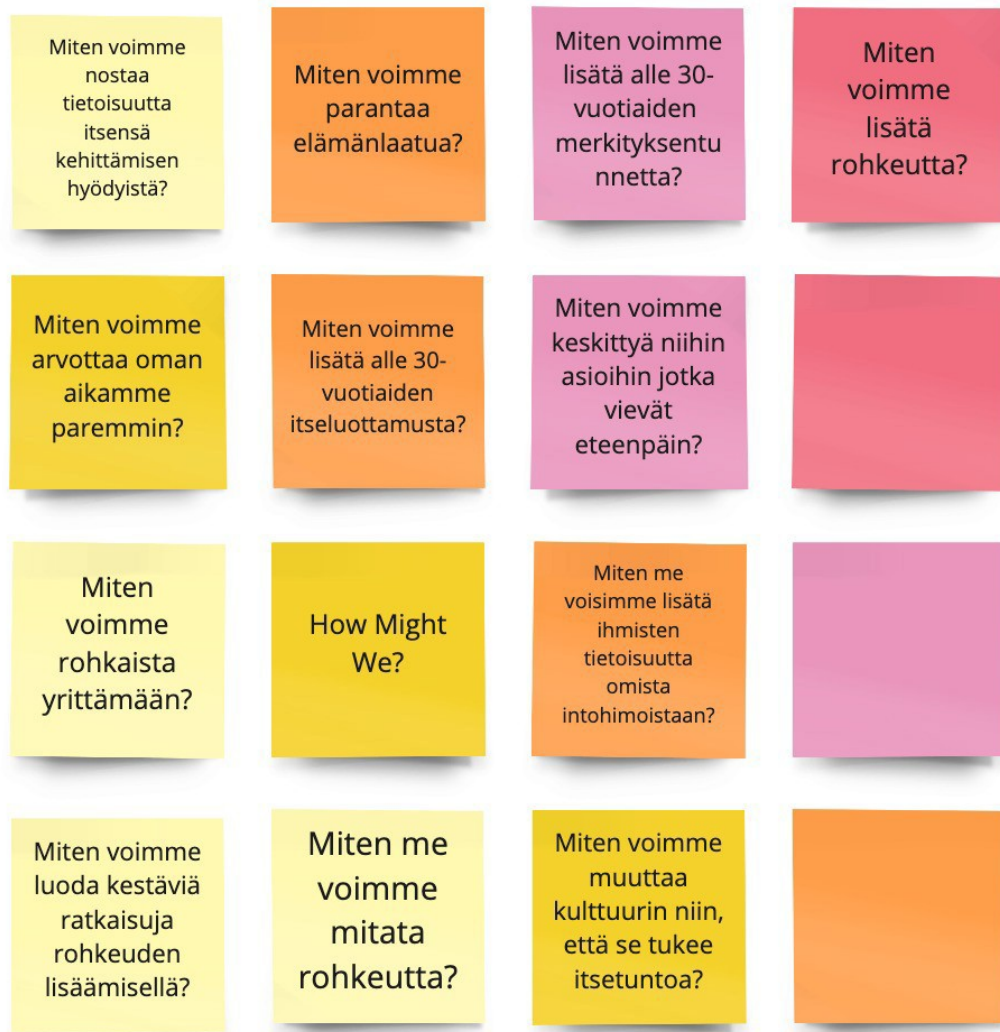 Miten voimme
nostaa
tietoisuutta
itsensä
kehittämisen
hyödyistä?
Miten voimme
parantaa
elämänlaatua?
Miten voimme
lisätä alle 30-
vuotiaiden
merkityksentu
nnetta?
Miten
voimme
lisätä
rohkeutta?
Miten voimme
arvottaa oman
aikamme
paremmin?
Miten voimme
lisätä alle 30-
vuotiaiden
itseluottamusta?
Miten voimme
keskittyä niihin
asioihin jotka
vievät
eteenpäin?
Miten
voimme
rohkaista
yrittämään?
How Might
We?
Miten me
voisimme lisätä
ihmisten
tietoisuutta
omista
intohimoistaan?
Miten voimme
luoda kestäviä
ratkaisuja
rohkeuden
lisäämisellä?
Miten me
voimme
mitata
rohkeutta?
Miten voimme
muuttaa
kulttuurin niin,
että se tukee
itsetuntoa?